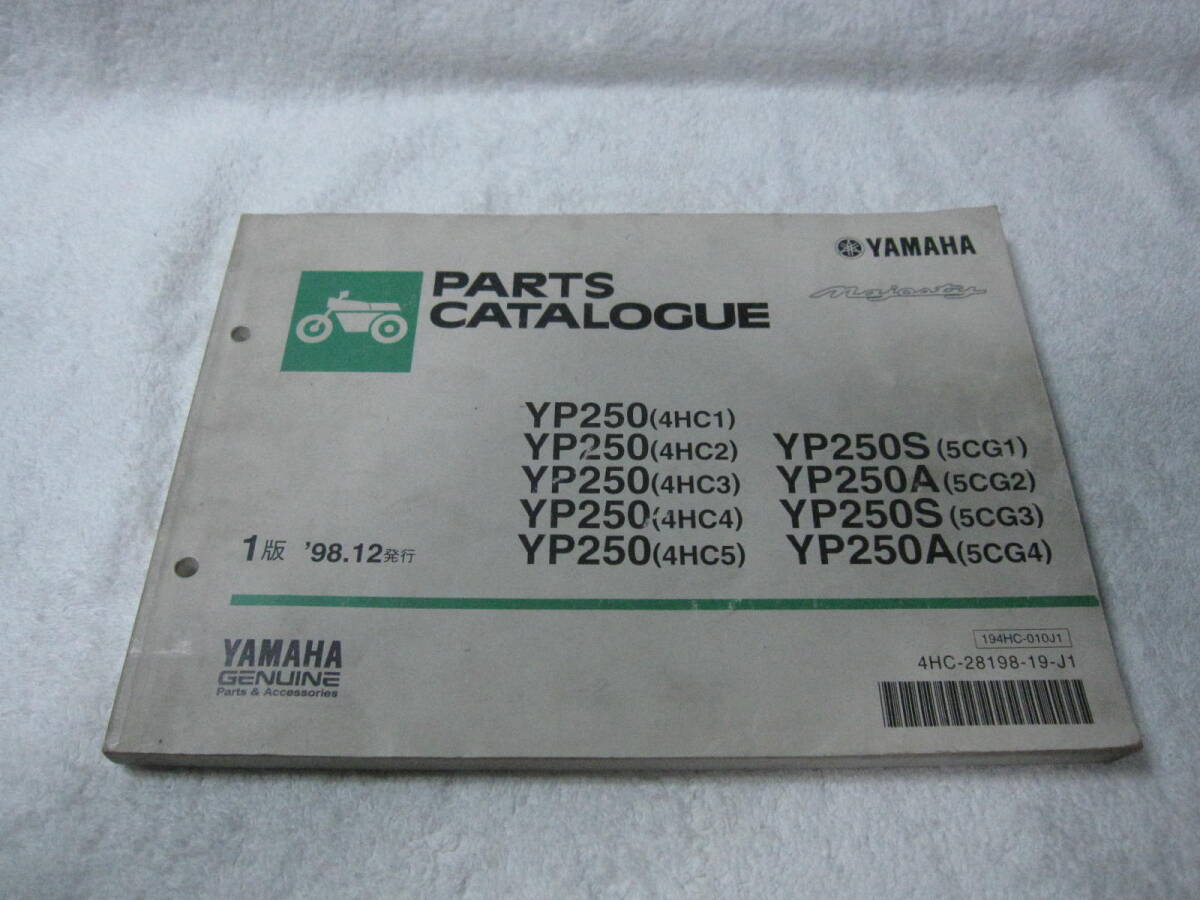 YAMAHA
Majesty
PARTS
CATALOGUE
YP250(4HC1)
YP250(4HC2) YP250S(5CG1)
YP250(4HC3) YP250A(5CG2)
YP250(4HC4) YP250S(5CG3)
YP250(4HC5) YP250A(5CG4)
1版 '98.12発行
YAMAHA
GENUINE
Parts & Accessories
194HC-010J1
4HC-28198-19-J1